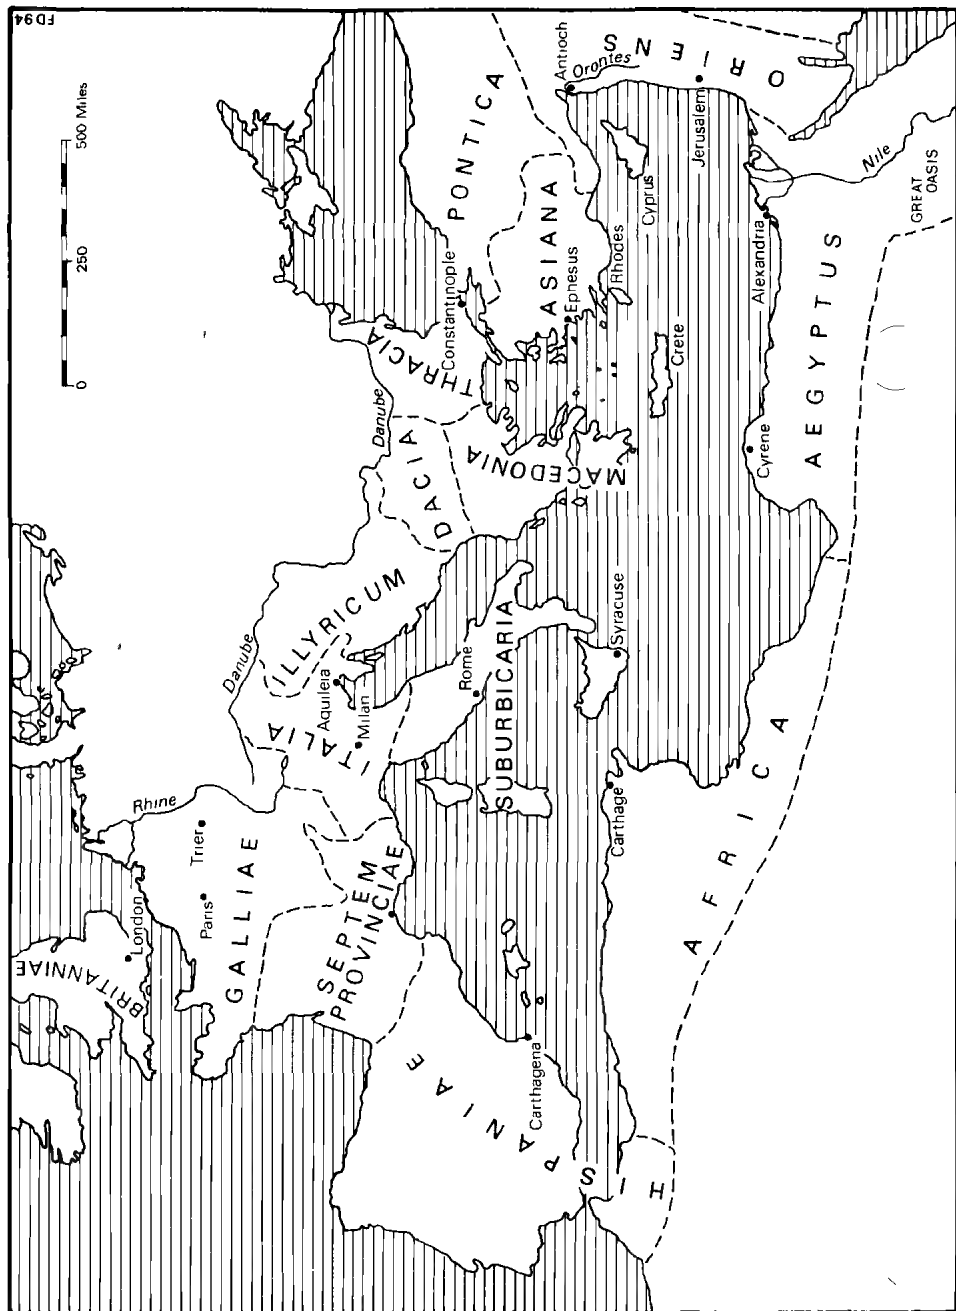 FD94
0 250 500 Miles
BRITANNIAE
London
Rhine
Paris
Trier
GALLIAE
SEPTEM
PROVINCIAE
Danube
ITALIA
Milan
Aquileia
ILLYRICUM
Danube
DACIA
THRACIA
Constantinople
PONTICA
MACEDONIA
ASIANA
Ephesus
Rhodes
Crete
Cyprus
Antioch
Orontes
ORIENS
Jerusalem
Rome
SUBURBICARIA
Syracuse
HISPANIAE
Carthagena
Carthage
AFRICA
Cyrene
AEGYPTUS
Alexandria
Nile
GREAT
OASIS